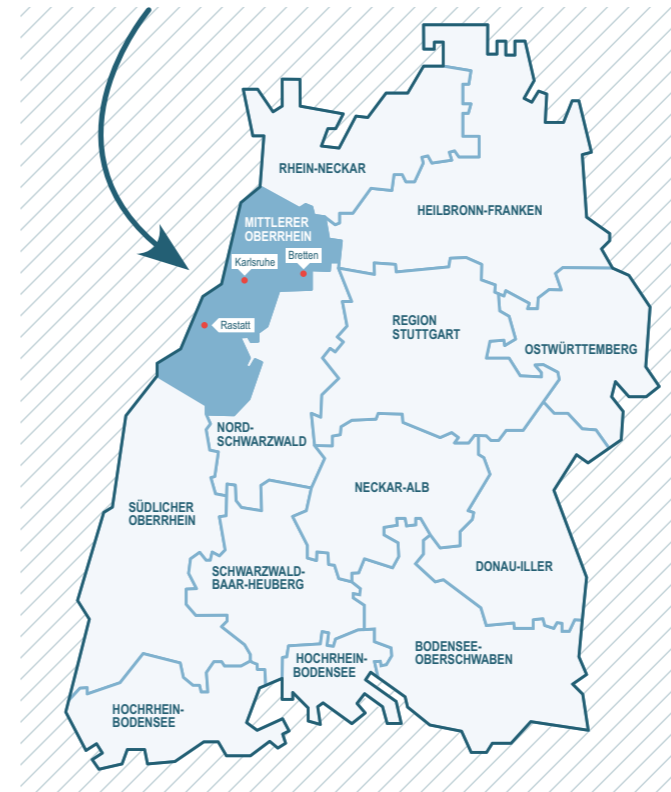 RHEIN-NECKAR
HEILBRONN-FRANKEN
MITTLERER
OBERRHEIN
Karlsruhe
Bretten
Rastatt
REGION
STUTTGART
OSTWÜRTTEMBERG
NORD-
SCHWARZWALD
NECKAR-ALB
SÜDLICHER
OBERRHEIN
SCHWARZWALD-
BAAR-HEUBERG
DONAU-ILLER
HOCHRHEIN-
BODENSEE
BODENSEE-
OBERSCHWABEN
HOCHRHEIN-
BODENSEE